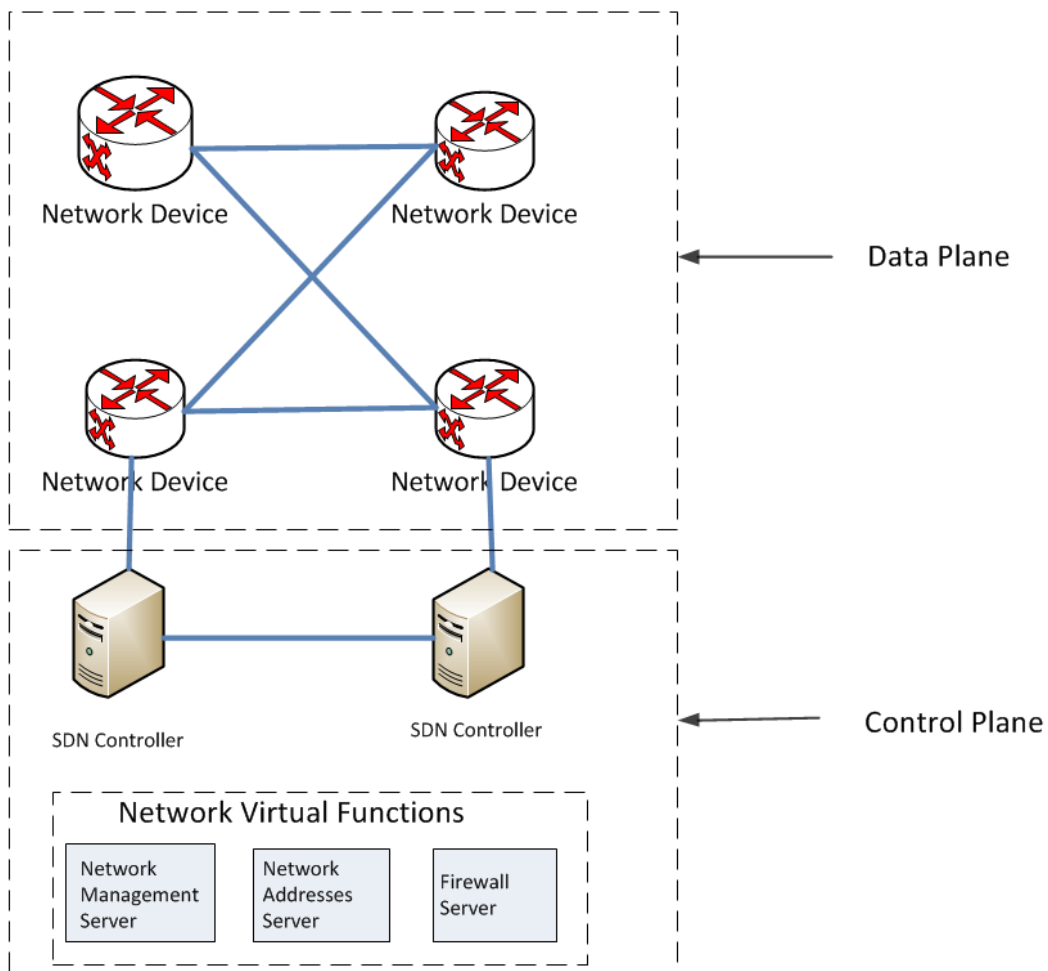 Network Device
Network Device
Data Plane
Network Device
Network Device
SDN Controller
SDN Controller
Control Plane
Network Virtual Functions
Network
Management
Server
Network
Addresses
Server
Firewall
Server